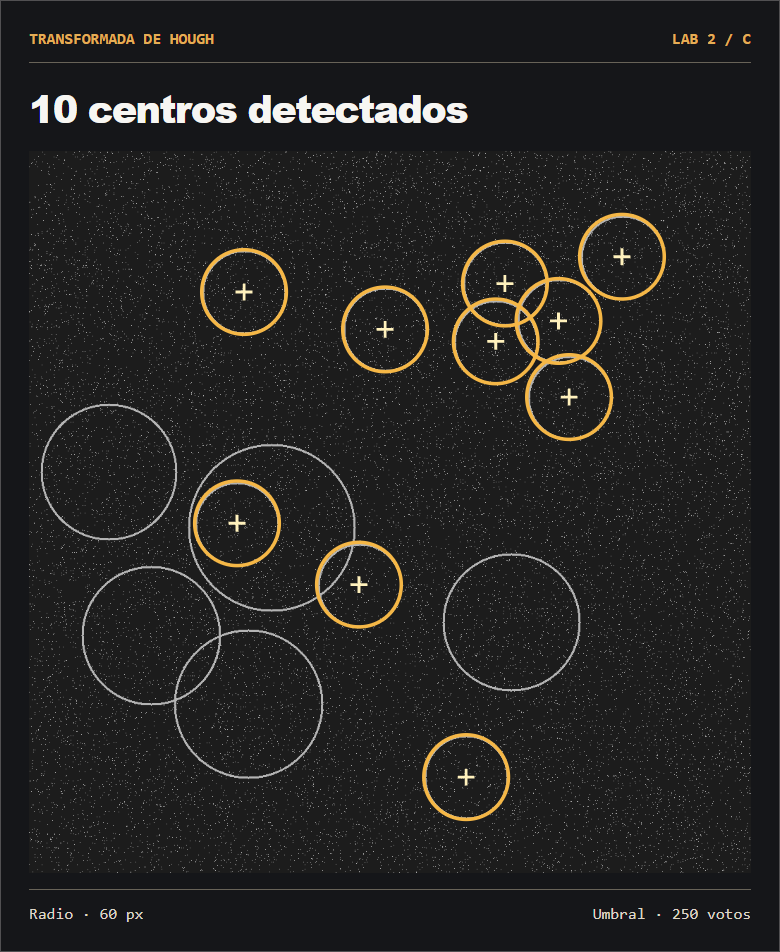 TRANSFORMADA DE HOUGH
LAB 2 / C
10 centros detectados
Radio · 60 px
Umbral · 250 votos